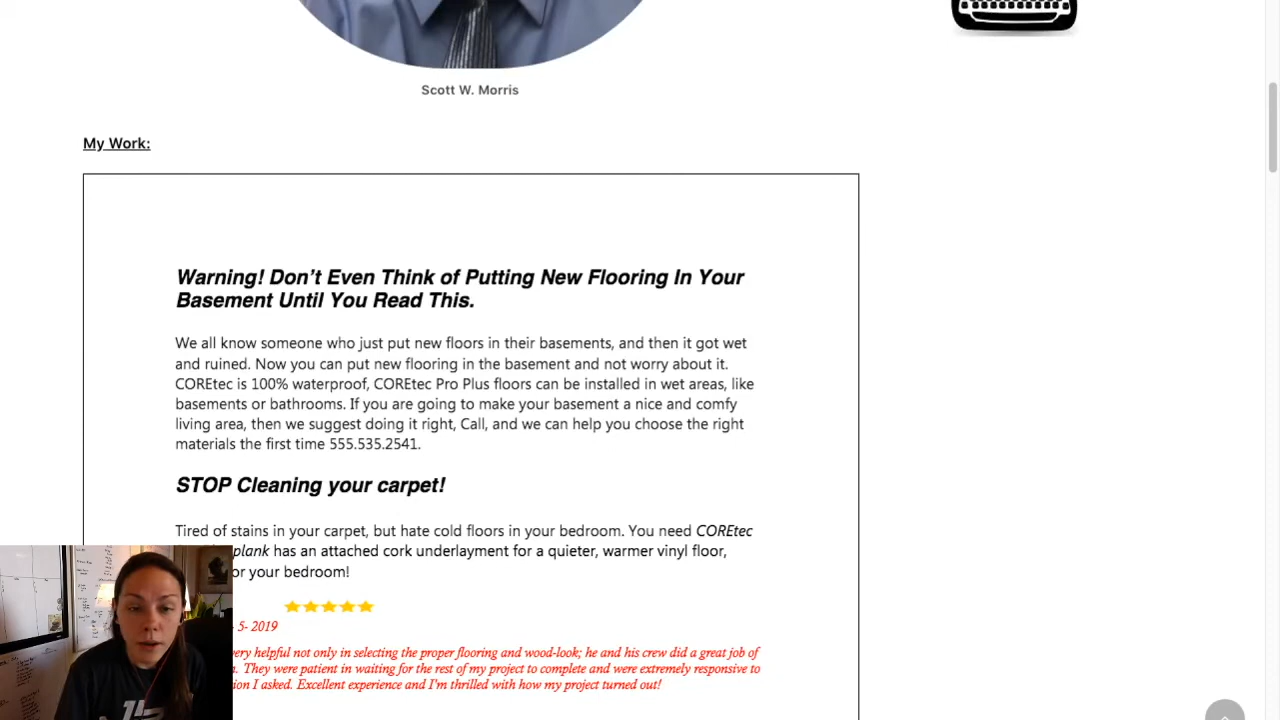 Scott W. Morris
My Work:
Warning! Don't Even Think of Putting New Flooring In Your
Basement Until You Read This.
We all know someone who just put new floors in their basements, and then it got wet
and ruined. Now you can put new flooring in the basement and not worry about it.
COREtec is 100% waterproof, COREtec Pro Plus floors can be installed in wet areas, like
basements or bathrooms. If you are going to make your basement a nice and comfy
living area, then we suggest doing it right, Call, and we can help you choose the right
materials the first time 555.535.2541.
STOP Cleaning your carpet!
Tired of stains in your carpet, but hate cold floors in your bedroom. You need COREtec
plank has an attached cork underlayment for a quieter, warmer vinyl floor,
or your bedroom!
- 5- 2019
very helpful not only in selecting the proper flooring and wood-look; he and his crew did a great job of
They were patient in waiting for the rest of my project to complete and were extremely responsive to
I asked. Excellent experience and I'm thrilled with how my project turned out!